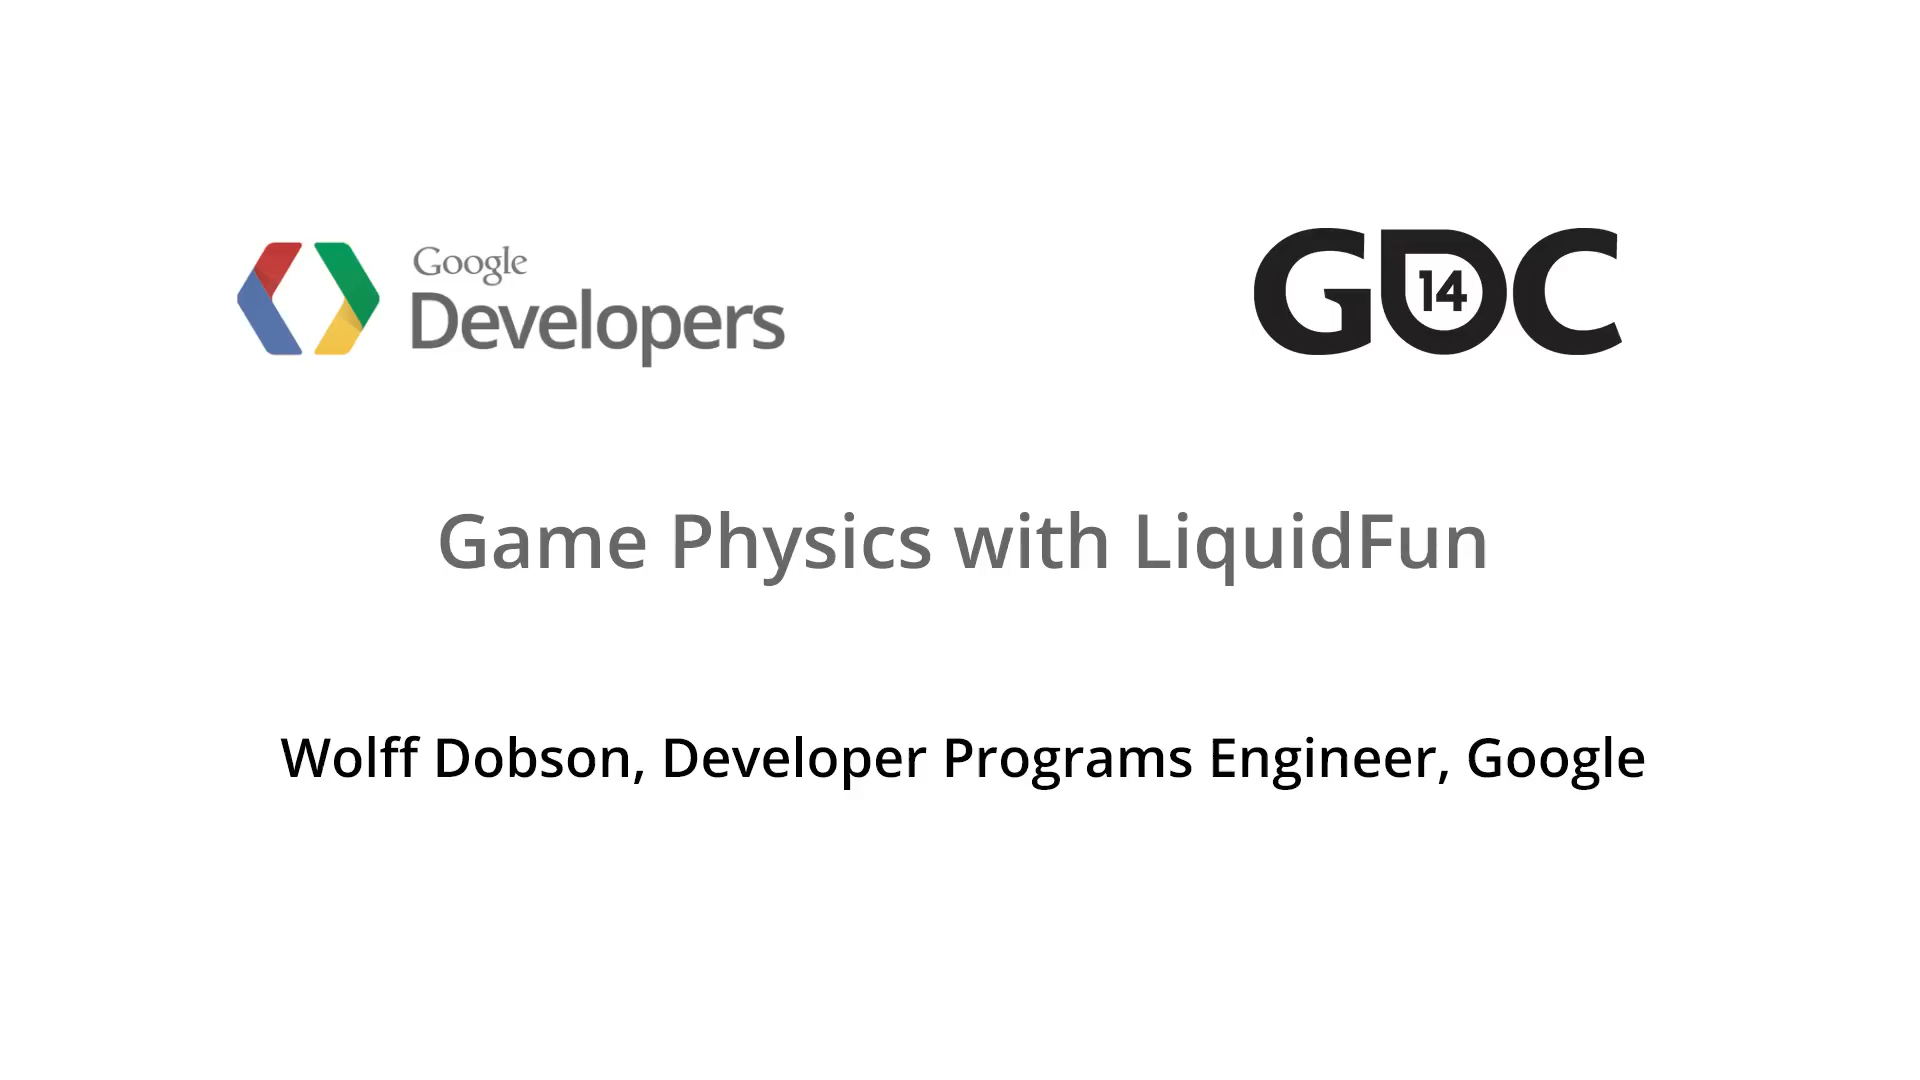 Google
Developers
GDC
14
Game Physics with LiquidFun
Wolff Dobson, Developer Programs Engineer, Google